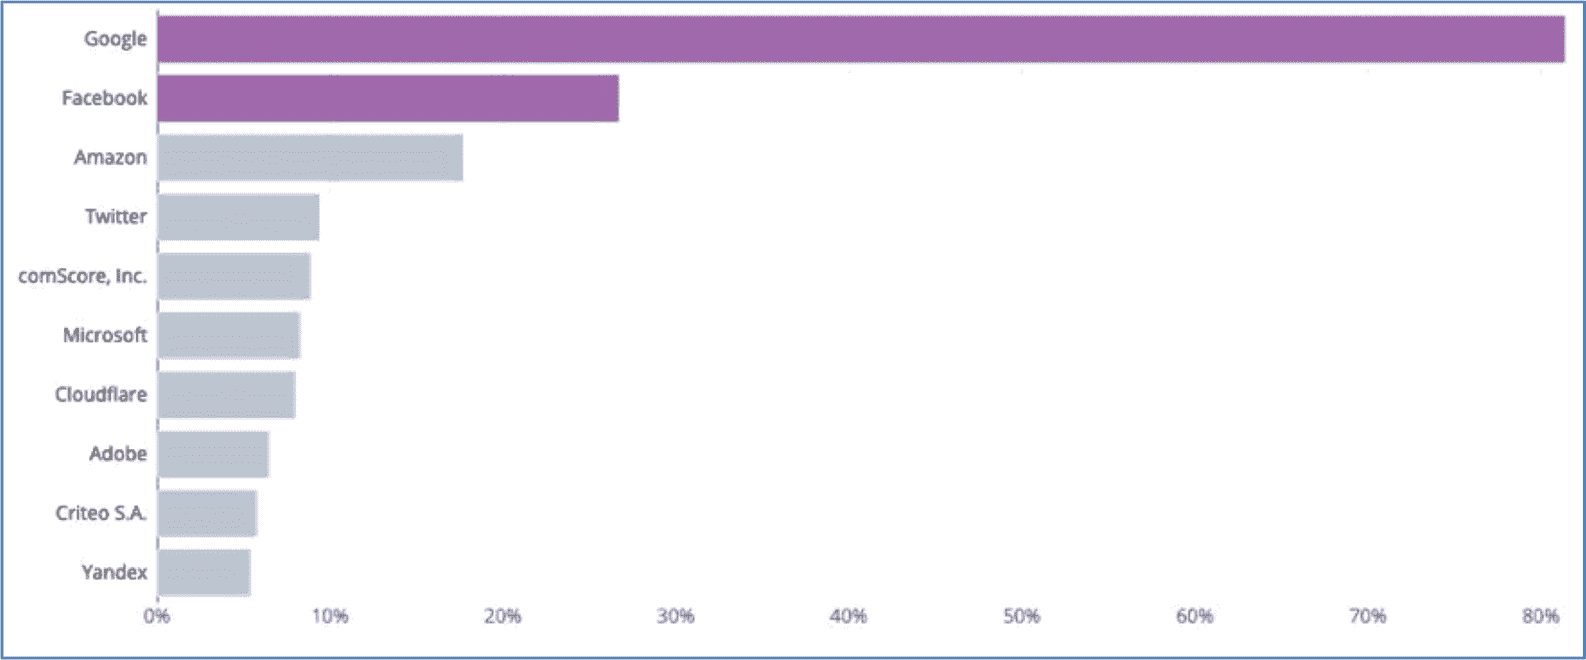 Google
Facebook
Amazon
Twitter
comScore, Inc.
Microsoft
Cloudflare
Adobe
Criteo S.A.
Yandex
0% 10% 20% 30% 40% 50% 60% 70% 80%